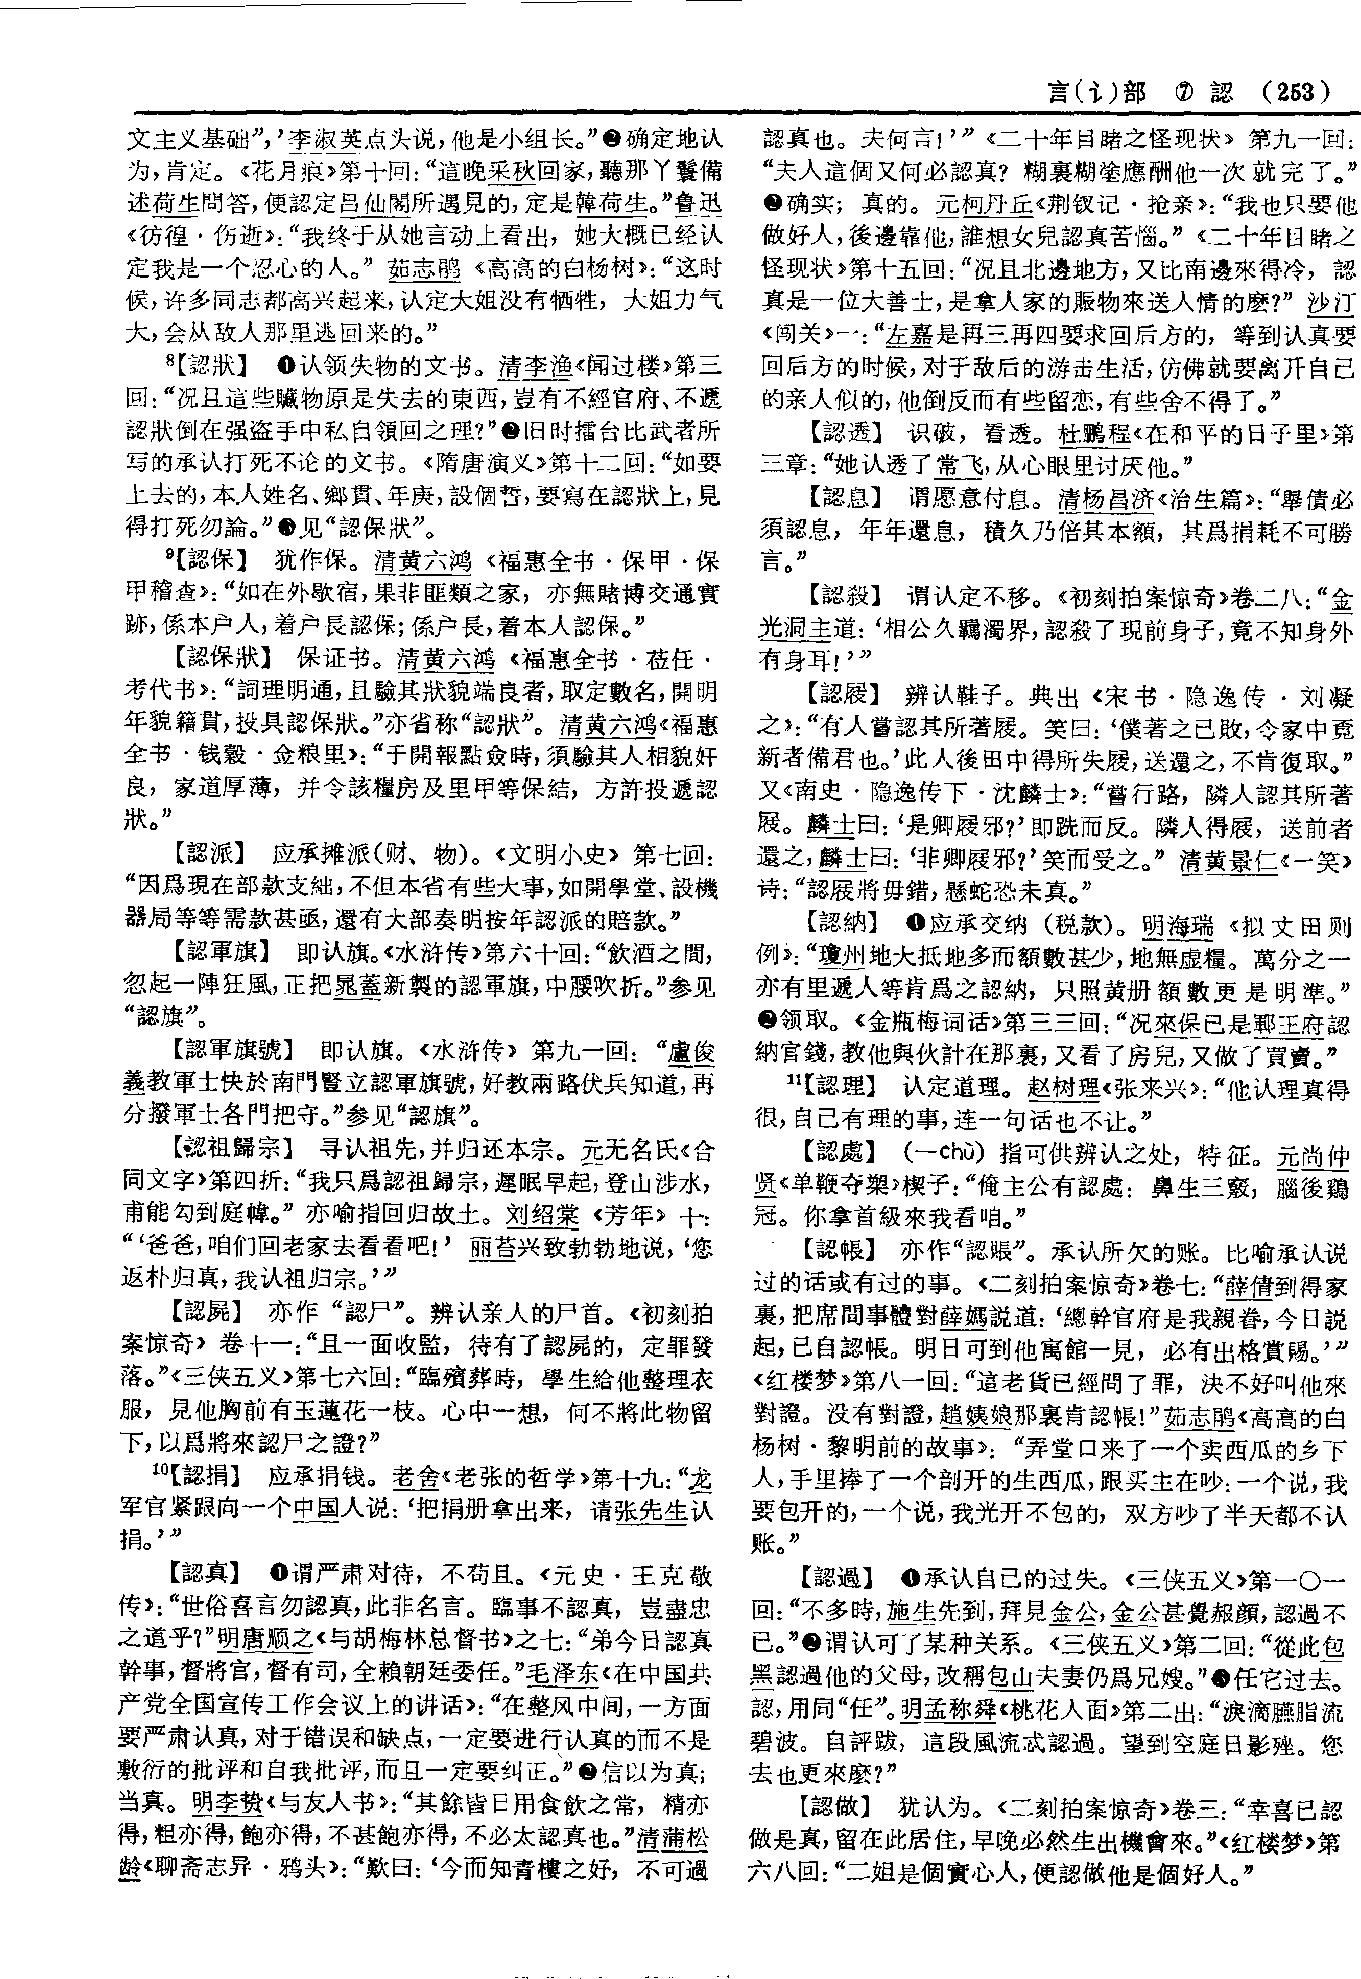 言(讠)部 ⑦ 認 (253)
文主义基础”,’李淑英点头说,他是小组长。”❷确定地认
为,肯定。《花月痕》第十回:“這晚采秋回家,聽那丫鬟備
述荷生問答,便認定呂仙閣所遇見的,定是韓荷生。”鲁迅
《彷徨·伤逝》:“我终于从她言动上看出, 她大概已经认
定我是一个忍心的人。” 茹志鹃《高高的白杨树》:“这时
候,许多同志都高兴起来,认定大姐没有牺牲, 大姐力气
大,会从敌人那里逃回来的。”
8【認狀】 ❶认领失物的文书。清李渔《闻过楼》第三
回:“况且這些贓物原是失去的東西,豈有不經官府、不遞
認狀倒在强盗手中私自領回之理?”❷旧时擂台比武者所
写的承认打死不论的文书。《隋唐演义》第十二回:“如要
上去的,本人姓名、鄉貫、年庚,設個誓,要寫在認狀上,見
得打死勿論。”❸见“認保狀”。
9【認保】 犹作保。清黄六鸿《福惠全书·保甲·保
甲稽查》:“如在外歇宿,果非匪類之家, 亦無賭博交通實
跡,係本户人,着户長認保;係户長,着本人認保。”
【認保狀】 保证书。清黄六鸿《福惠全书·莅任·
考代书》:“詞理明通,且驗其狀貌端良者,取定數名,開明
年貌籍貫,投具認保狀。”亦省称“認狀”。清黄六鸿《福惠
全书·钱穀·金粮里》:“于開報點僉時,須驗其人相貌奸
良, 家道厚薄, 并令該糧房及里甲等保結, 方許投遞認
狀。”
【認派】 应承摊派(财、物)。《文明小史》第七回:
“因爲現在部款支絀,不但本省有些大事,如開學堂、設機
器局等等需款甚亟,還有大部奏明按年認派的賠款。”
【認軍旗】 即认旗。《水浒传》第六十回:“飲酒之間,
忽起一陣狂風,正把晁蓋新製的認軍旗,中腰吹折。”参见
“認旗”。
【認軍旗號】 即认旗。《水浒传》第九一回: “盧俊
義教軍士快於南門豎立認軍旗號,好教兩路伏兵知道,再
分撥軍士各門把守。”参见“認旗”。
【認祖歸宗】 寻认祖先,并归还本宗。元无名氏《合
同文字》第四折:“我只爲認祖歸宗,遲眠早起,登山涉水,
甫能勾到庭幃。”亦喻指回归故土。刘绍棠《芳年》十:
“‘爸爸,咱们回老家去看看吧!’ 丽苔兴致勃勃地说,‘您
返朴归真,我认祖归宗。’”
【認屍】 亦作“認尸”。辨认亲人的尸首。《初刻拍
案惊奇》卷十一:“且一面收監, 待有了認屍的, 定罪發
落。”《三侠五义》第七六回:“臨殯葬時, 學生給他整理衣
服, 見他胸前有玉蓮花一枝。心中一想, 何不將此物留
下,以爲將來認尸之證?”
10【認捐】 应承捐钱。老舍《老张的哲学》第十九:“龙
军官紧跟向一个中国人说:‘把捐册拿出来, 请张先生认
捐。’”
【認真】 ❶谓严肃对待, 不苟且。《元史·王克敬
传》:“世俗喜言勿認真,此非名言。臨事不認真, 豈盡忠
之道乎?”明唐顺之《与胡梅林总督书》之七:“弟今日認真
幹事,督將官,督有司,全賴朝廷委任。”毛泽东《在中国共
产党全国宣传工作会议上的讲话》:“在整风中间,一方面
要严肃认真,对于错误和缺点,一定要进行认真的而不是
敷衍的批评和自我批评,而且一定要纠正。”❷信以为真;
当真。明李贽《与友人书》:“其餘皆日用食飲之常, 精亦
得,粗亦得,飽亦得,不甚飽亦得,不必太認真也。”清蒲松
龄《聊斋志异·鸦头》:“歎曰:‘今而知青樓之好, 不可過
認真也。夫何言!’”《二十年目睹之怪现状》第九一回:
“夫人這個又何必認真? 糊裏糊塗應酬他一次就完了。”
❷确实; 真的。元柯丹丘《荆钗记·抢亲》:“我也只要他
做好人,後邊靠他,誰想女兒認真苦惱。”《二十年目睹之
怪现状》第十五回:“况且北邊地方,又比南邊來得冷, 認
真是一位大善士,是拿人家的賑物來送人情的麽?” 沙汀
《闯关》一:“左嘉是再三再四要求回后方的, 等到认真要
回后方的时候,对于敌后的游击生活,仿佛就要离开自己
的亲人似的,他倒反而有些留恋,有些舍不得了。”
【認透】 识破, 看透。杜鹏程《在和平的日子里》第
三章:“她认透了常飞,从心眼里讨厌他。”
【認息】 谓愿意付息。清杨昌济《治生篇》:“舉債必
須認息, 年年還息, 積久乃倍其本額, 其爲損耗不可勝
言。”
【認殺】 谓认定不移。《初刻拍案惊奇》卷二八:“金
光洞主道:‘相公久羈濁界,認殺了現前身子,竟不知身外
有身耳!’”
【認屐】 辨认鞋子。典出《宋书·隐逸传·刘凝
之》:“有人嘗認其所著屐。笑曰:‘僕著之已敗,令家中覓
新者備君也。’此人後田中得所失屐,送還之,不肯復取。”
又《南史·隐逸传下·沈麟士》:“嘗行路, 隣人認其所著
屐。麟士曰:‘是卿屐邪?’即跣而反。隣人得屐, 送前者
還之,麟士曰:‘非卿屐邪?’笑而受之。”清黄景仁《一笑》
诗:“認屐將毋錯,懸蛇恐未真。”
【認納】 ❶应承交纳(税款)。明海瑞《拟丈田则
例》:“瓊州地大抵地多而額數甚少,地無虚糧。萬分之一
亦有里遞人等肯爲之認納, 只照黄册額數更是明準。”
❷领取。《金瓶梅词话》第三三回:“况來保已是鄆王府認
納官錢,教他與伙計在那裏,又看了房兒,又做了買賣。”
11【認理】 认定道理。赵树理《张来兴》:“他认理真得
很,自己有理的事,连一句话也不让。”
【認處】 (—chù) 指可供辨认之处, 特征。元尚仲
贤《单鞭夺槊》楔子:“俺主公有認處: 鼻生三竅, 腦後鷄
冠。你拿首級來我看咱。”
【認帳】 亦作“認賬”。承认所欠的账。比喻承认说
过的话或有过的事。《二刻拍案惊奇》卷七:“薛倩到得家
裏,把席間事體對薛媽説道:‘總幹官府是我親眷,今日説
起,已自認帳。明日可到他寓館一見, 必有出格賞賜。’”
《红楼梦》第八一回:“這老貨已經問了罪, 決不好叫他來
對證。没有對證,趙姨娘那裏肯認帳!”茹志鹃《高高的白
杨树·黎明前的故事》: “弄堂口来了一个卖西瓜的乡下
人,手里捧了一个剖开的生西瓜,跟买主在吵:一个说,我
要包开的,一个说,我光开不包的, 双方吵了半天都不认
账。”
【認過】 ❶承认自己的过失。《三侠五义》第一〇一
回:“不多時,施生先到,拜見金公,金公甚覺赧顔,認過不
已。”❷谓认可了某种关系。《三侠五义》第二回:“從此包
黑認過他的父母,改稱包山夫妻仍爲兄嫂。”❸任它过去。
認,用同“任”。明孟称舜《桃花人面》第二出:“淚滴臙脂流
碧波。自評跋, 這段風流忒認過。望到空庭日影矬。您
去也更來麽?”
【認做】 犹认为。《二刻拍案惊奇》卷三:“幸喜已認
做是真,留在此居住,早晚必然生出機會來。”《红楼梦》第
六八回:“二姐是個實心人,便認做他是個好人。”